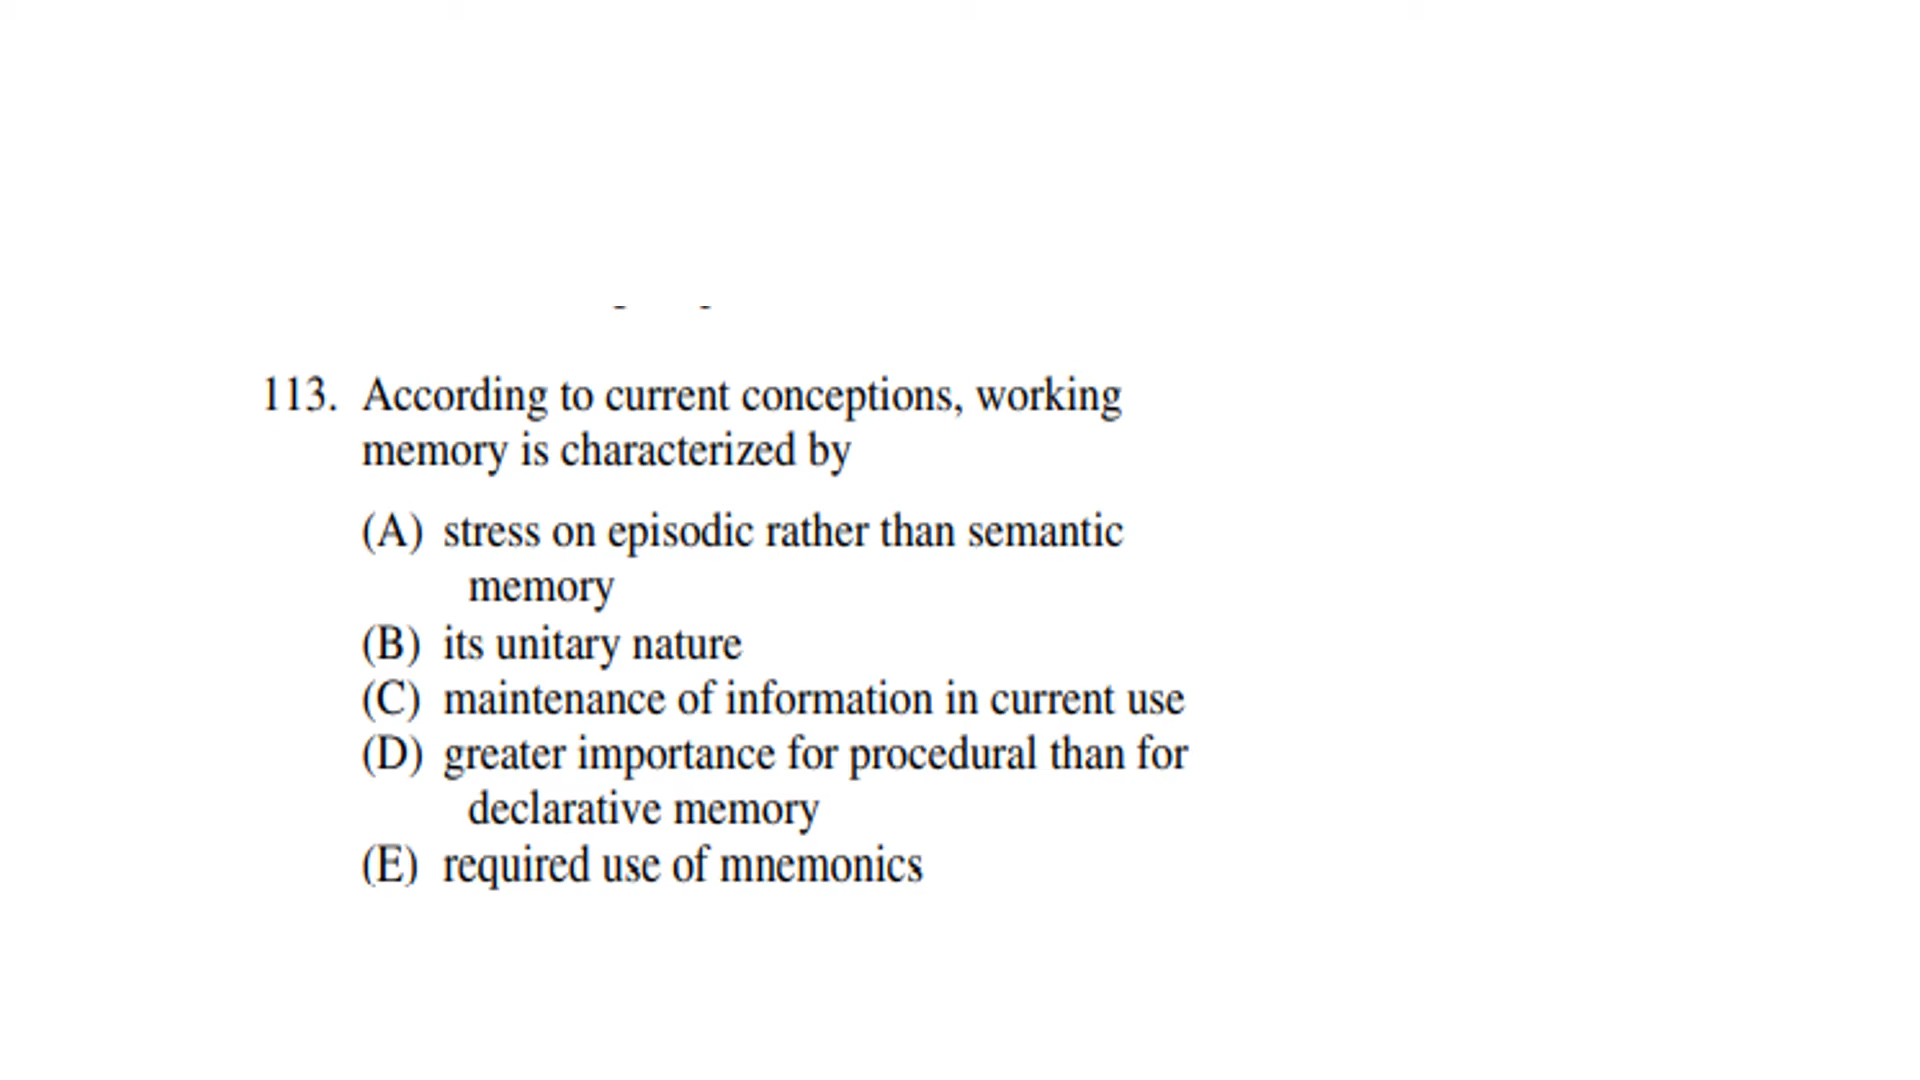 113. According to current conceptions, working
memory is characterized by
(A) stress on episodic rather than semantic
memory
(B) its unitary nature
(C) maintenance of information in current use
(D) greater importance for procedural than for
declarative memory
(E) required use of mnemonics